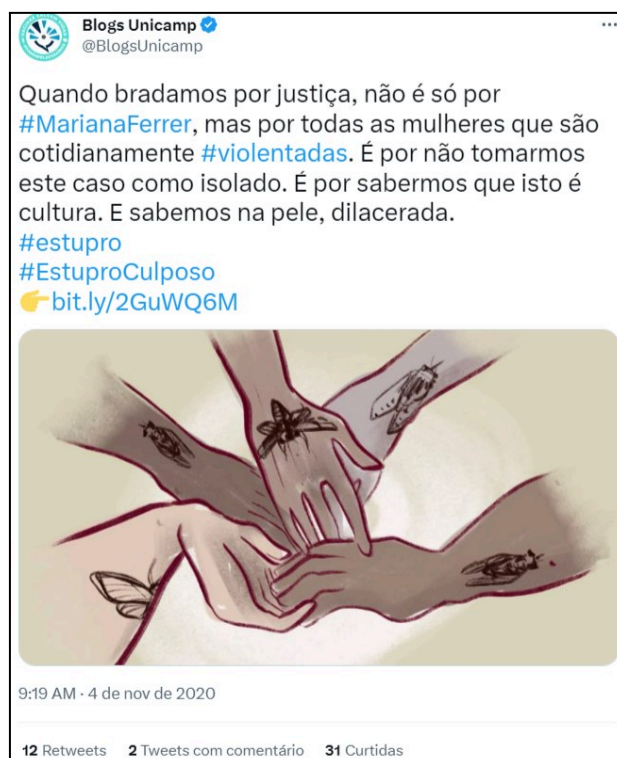 Blogs Unicamp
@BlogsUnicamp
...
Quando bradamos por justiça, não é só por
#MarianaFerrer, mas por todas as mulheres que são
cotidianamente #violentadas. É por não tomarmos
este caso como isolado. É por sabermos que isto é
cultura. E sabemos na pele, dilacerada.
#estupro
#EstuproCulposo
👉bit.ly/2GuWQ6M
9:19 AM · 4 de nov de 2020
12 Retweets 2 Tweets com comentário 31 Curtidas